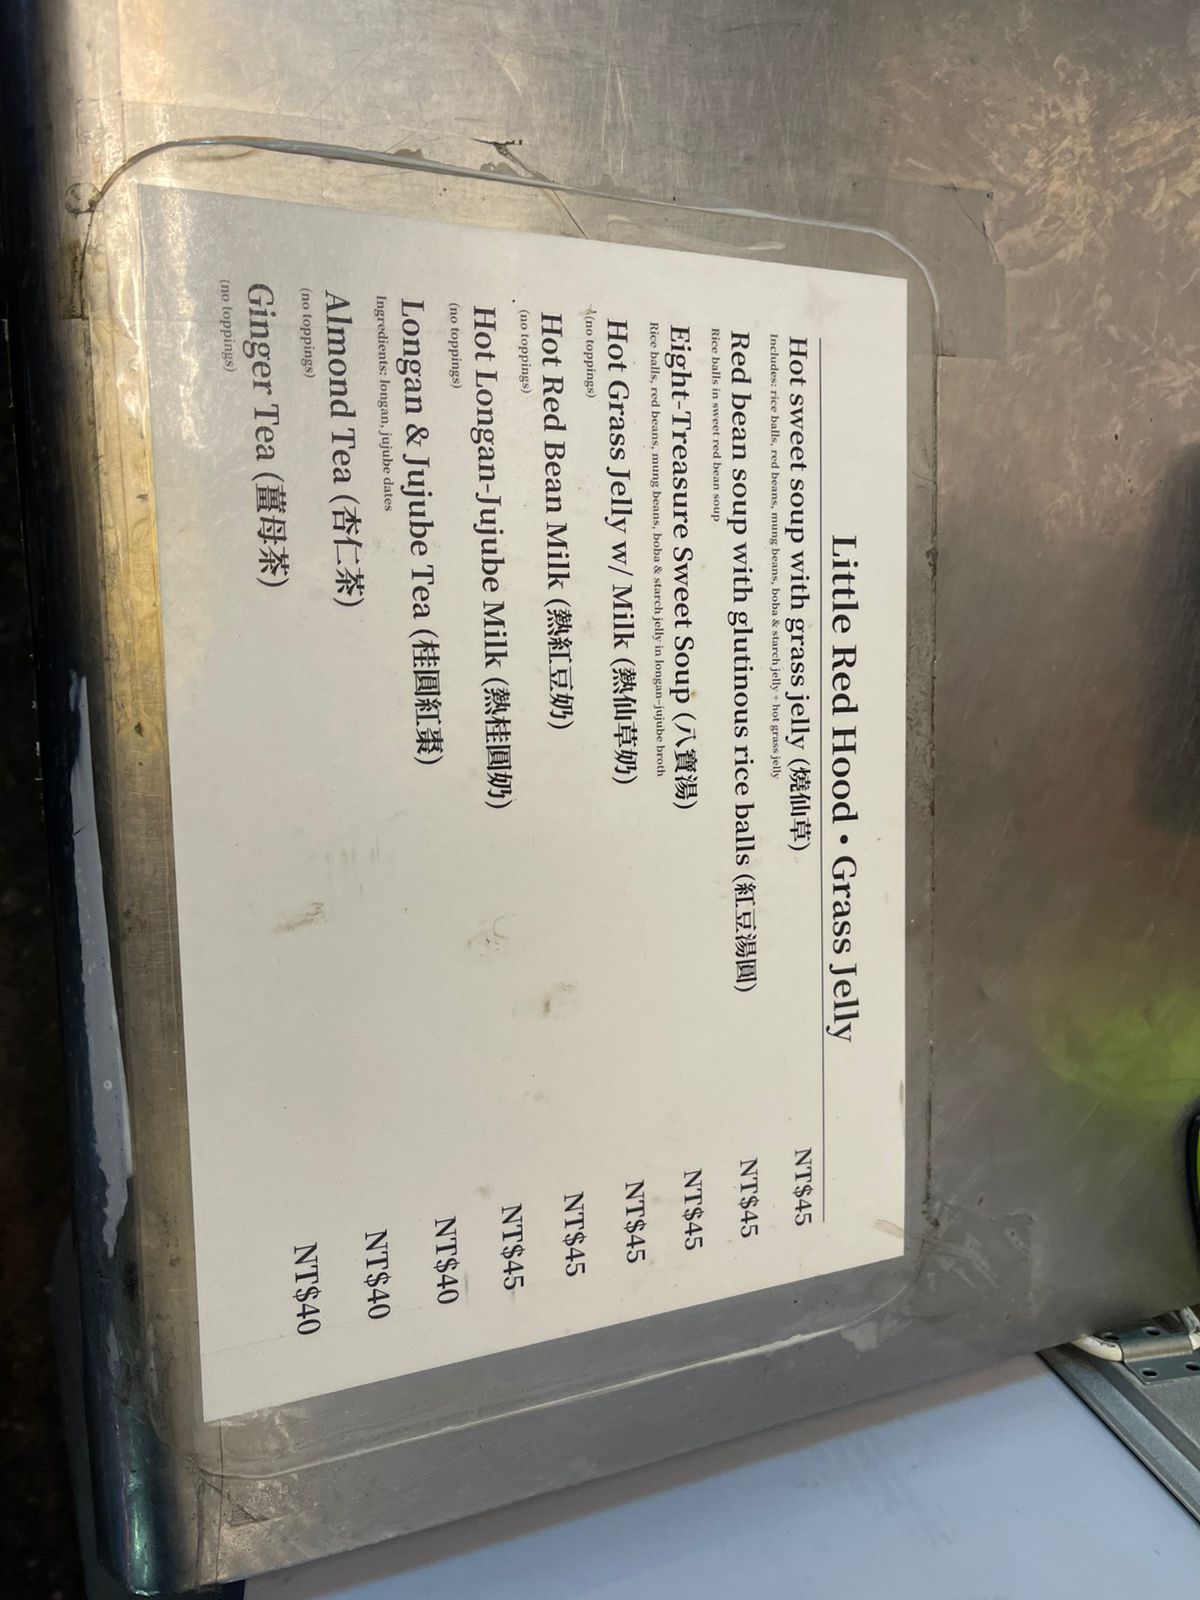 Little Red Hood • Grass Jelly
Hot sweet soup with grass jelly (燒仙草) NT$45
Includes: rice balls, red beans, mung beans, boba & starch jelly + hot grass jelly
Red bean soup with glutinous rice balls (紅豆湯圓) NT$45
Rice balls in sweet red bean soup
Eight-Treasure Sweet Soup (八寶湯) NT$45
Rice balls, red beans, mung beans, boba & starch jelly in longan-jujube broth
Hot Grass Jelly w/ Milk (熱仙草奶) NT$45
(no toppings)
Hot Red Bean Milk (熱紅豆奶) NT$45
(no toppings)
Hot Longan-Jujube Milk (熱桂圓奶) NT$45
(no toppings)
Longan & Jujube Tea (桂圓紅棗) NT$40
Ingredients: longan, jujube dates
Almond Tea (杏仁茶) NT$40
(no toppings)
Ginger Tea (薑母茶) NT$40
(no toppings)